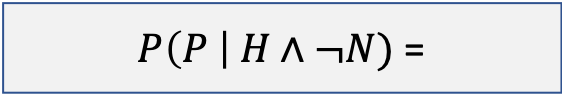 P(P | H ∧ ¬N) =